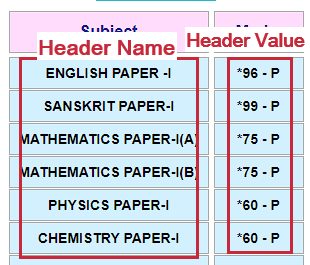 Subject
Header Name
Header Value
ENGLISH PAPER -I *96 - P
SANSKRIT PAPER-I *99 - P
MATHEMATICS PAPER-I(A) *75 - P
MATHEMATICS PAPER-I(B) *75 - P
PHYSICS PAPER-I *60 - P
CHEMISTRY PAPER-I *60 - P